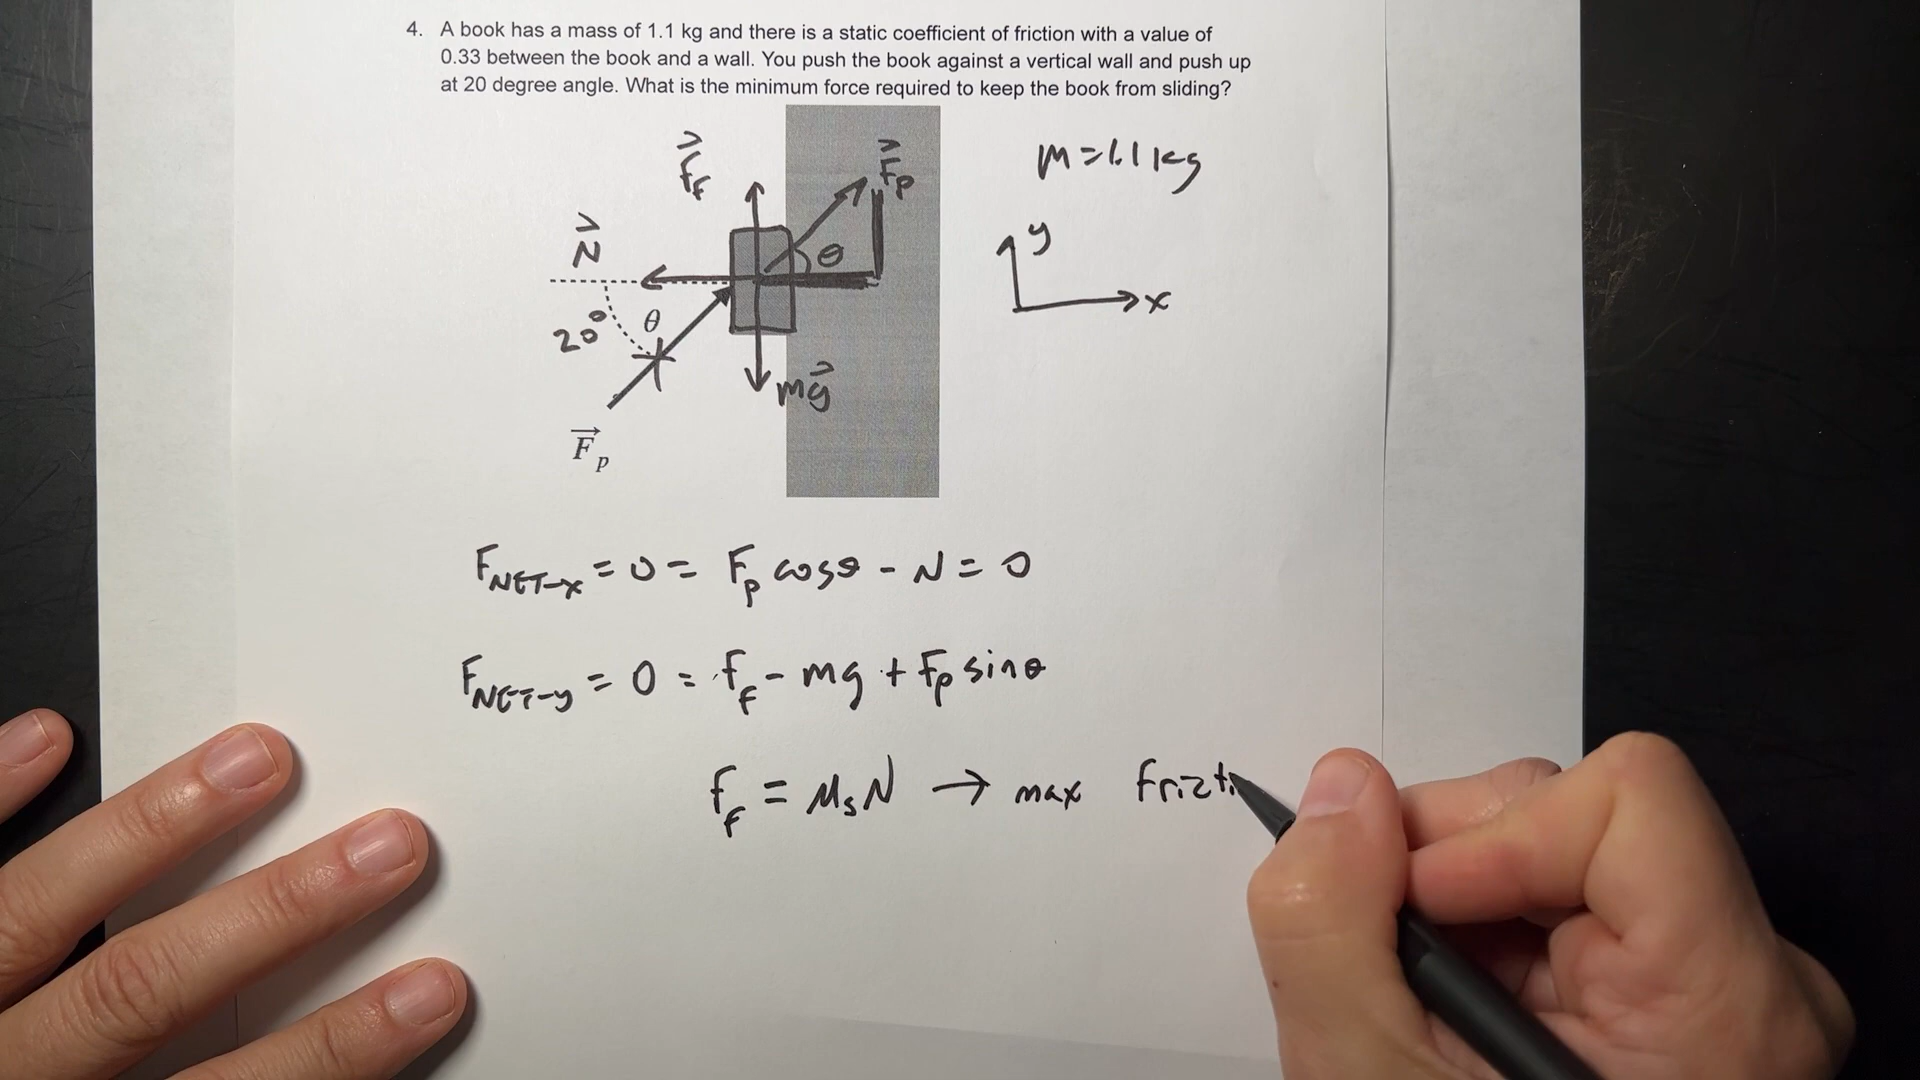 4. A book has a mass of 1.1 kg and there is a static coefficient of friction with a value of
0.33 between the book and a wall. You push the book against a vertical wall and push up
at 20 degree angle. What is the minimum force required to keep the book from sliding?
F⃗f
F⃗p
m = 1.1 kg
N⃗
θ
y
x
20°
θ
mg⃗
F⃗p
FNET-x = 0 = Fp cosθ - N = 0
FNET-y = 0 = Ff - mg + Fp sinθ
Ff = μsN → max fricti